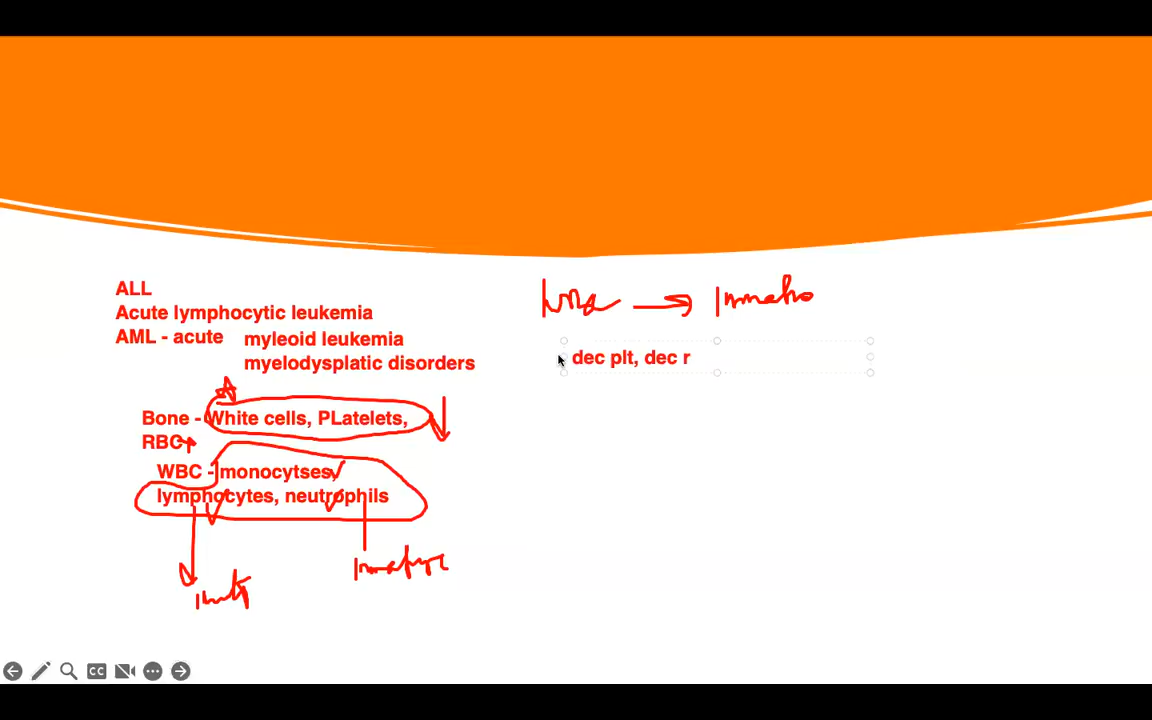 ALL
Acute lymphocytic leukemia
AML - acute myleoid leukemia
myelodysplatic disorders
Bone - White cells, PLatelets,
RBC
WBC - monocytses,
lymphocytes, neutrophils
dec plt, dec r
CC